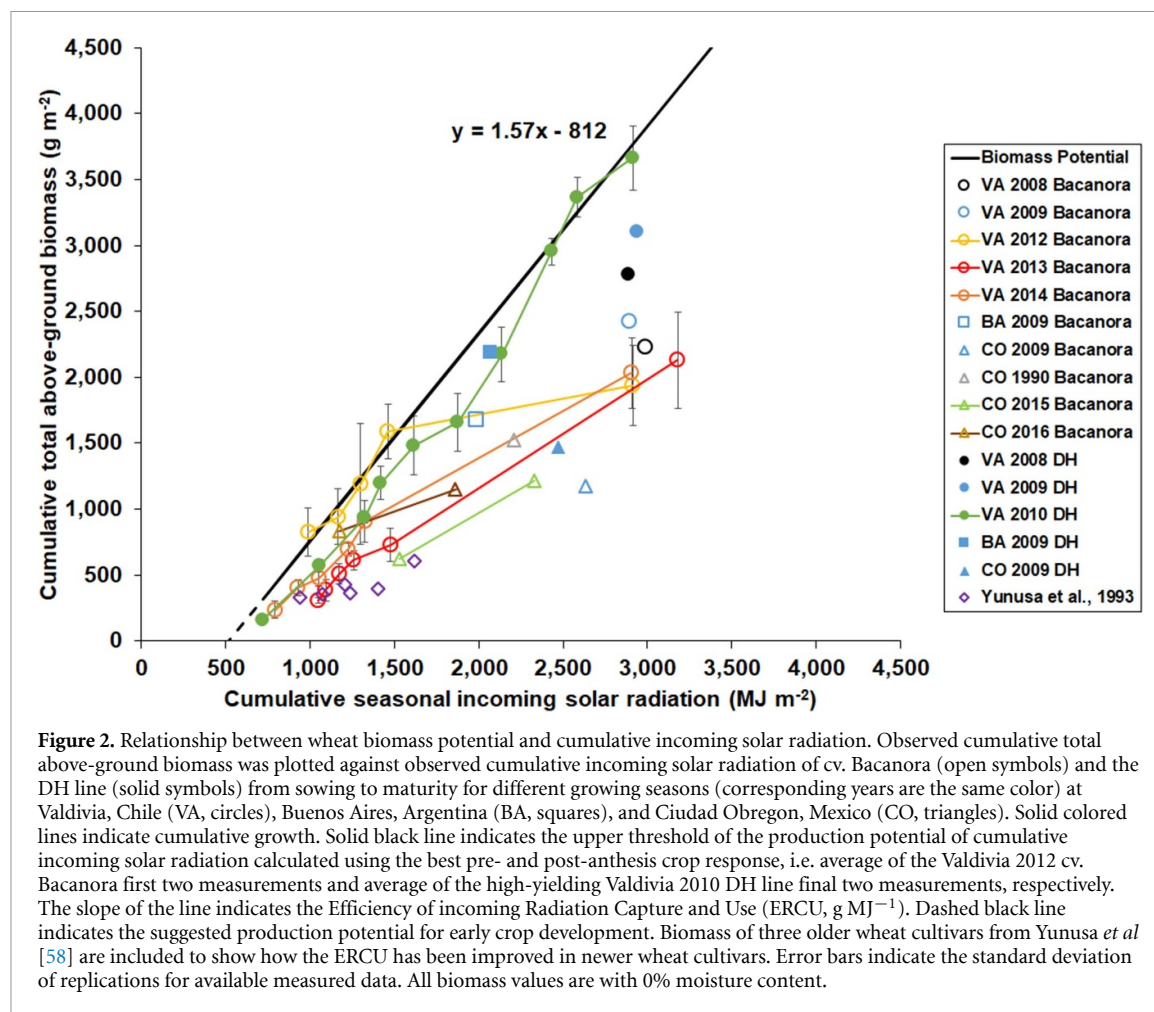 4,500
4,000
3,500
3,000
2,500
2,000
1,500
1,000
500
0
Cumulative total above-ground biomass (g m-2)
y = 1.57x - 812
0 500 1,000 1,500 2,000 2,500 3,000 3,500 4,000 4,500
Cumulative seasonal incoming solar radiation (MJ m-2)
Biomass Potential
VA 2008 Bacanora
VA 2009 Bacanora
VA 2012 Bacanora
VA 2013 Bacanora
VA 2014 Bacanora
BA 2009 Bacanora
CO 2009 Bacanora
CO 1990 Bacanora
CO 2015 Bacanora
CO 2016 Bacanora
VA 2008 DH
VA 2009 DH
VA 2010 DH
BA 2009 DH
CO 2009 DH
Yunusa et al., 1993
Figure 2. Relationship between wheat biomass potential and cumulative incoming solar radiation. Observed cumulative total
above-ground biomass was plotted against observed cumulative incoming solar radiation of cv. Bacanora (open symbols) and the
DH line (solid symbols) from sowing to maturity for different growing seasons (corresponding years are the same color) at
Valdivia, Chile (VA, circles), Buenos Aires, Argentina (BA, squares), and Ciudad Obregon, Mexico (CO, triangles). Solid colored
lines indicate cumulative growth. Solid black line indicates the upper threshold of the production potential of cumulative
incoming solar radiation calculated using the best pre- and post-anthesis crop response, i.e. average of the Valdivia 2012 cv.
Bacanora first two measurements and average of the high-yielding Valdivia 2010 DH line final two measurements, respectively.
The slope of the line indicates the Efficiency of incoming Radiation Capture and Use (ERCU, g MJ−1). Dashed black line
indicates the suggested production potential for early crop development. Biomass of three older wheat cultivars from Yunusa et al
[58] are included to show how the ERCU has been improved in newer wheat cultivars. Error bars indicate the standard deviation
of replications for available measured data. All biomass values are with 0% moisture content.